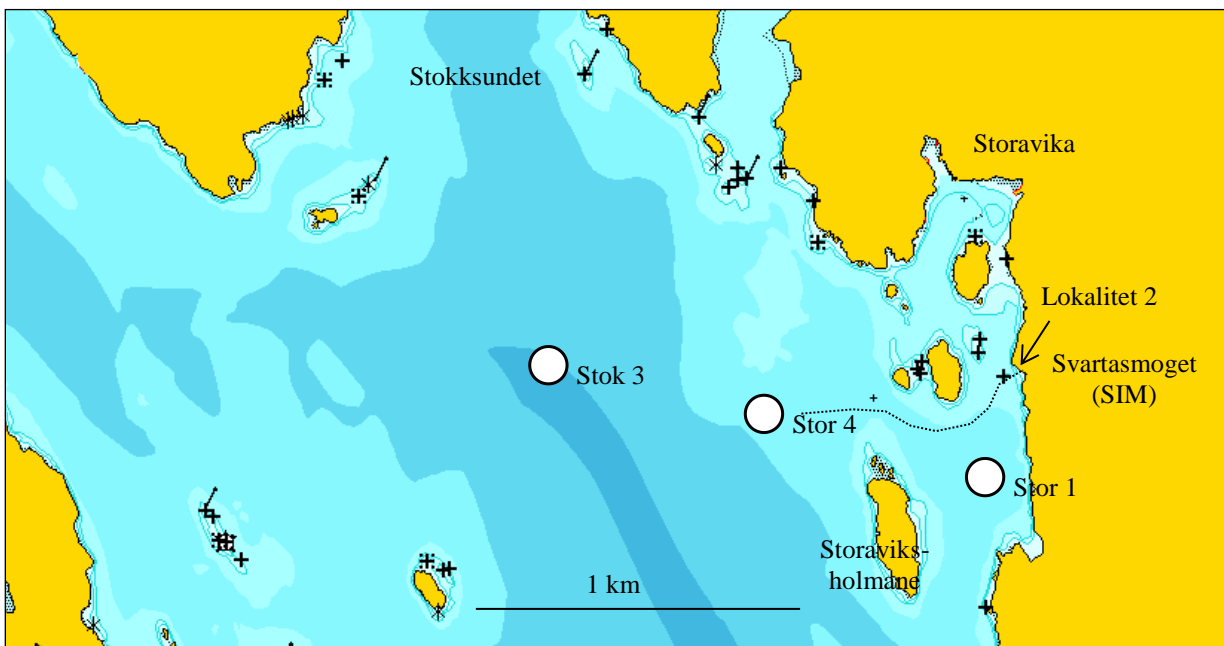 Stokksundet
Storavika
Lokalitet 2
Svartasmoget
(SIM)
Stok 3
Stor 4
Stor 1
Storaviks-
holmane
1 km